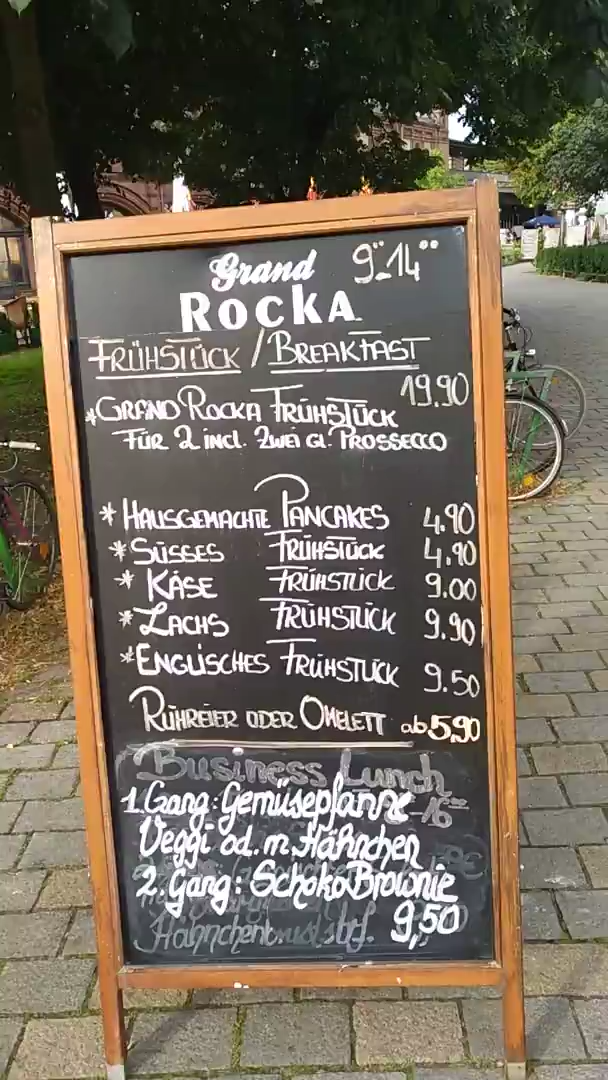 Grand 9°°-14°°
ROCKA
FRÜHSTÜCK / BREAKFAST
*GRAND ROCKA FRÜHSTÜCK 19.90
FÜR 2 incl. Zwei Gl. PROSSECCO
*HAUSGEMACHTE PANCAKES 4.90
*SÜSSES FRÜHSTÜCK 4.90
*KÄSE FRÜHSTÜCK 9.00
*LACHS FRÜHSTÜCK 9.90
*ENGLISCHES FRÜHSTÜCK 9.50
RÜHREIER ODER OMELETT ab 5,90
Business Lunch
1.Gang: Gemüsepfanne -16°°
Veggi od. m. Hähnchen
2. Gang: SchokoBrownie
Hähnchenbrust 9,50